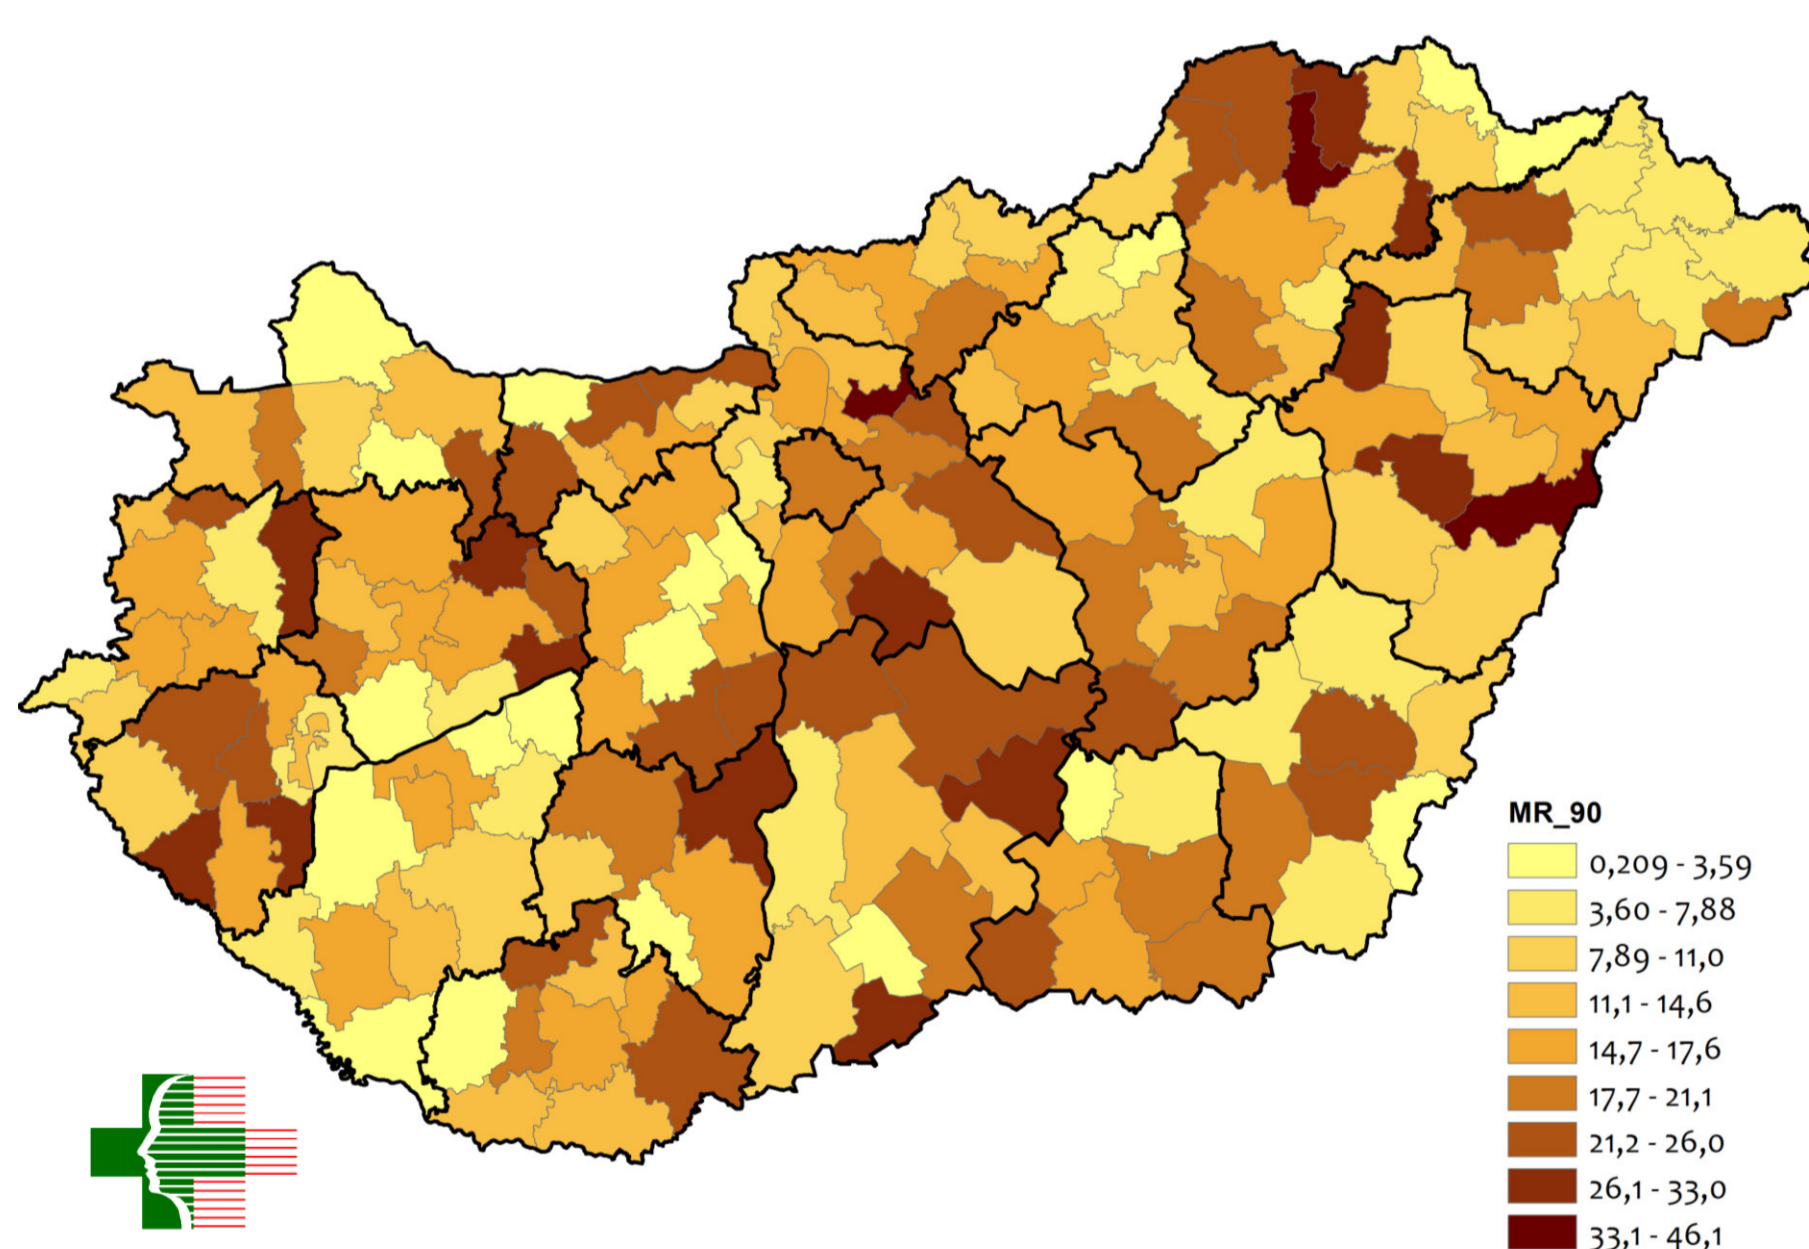 MR_90
0,209 - 3,59
3,60 - 7,88
7,89 - 11,0
11,1 - 14,6
14,7 - 17,6
17,7 - 21,1
21,2 - 26,0
26,1 - 33,0
33,1 - 46,1